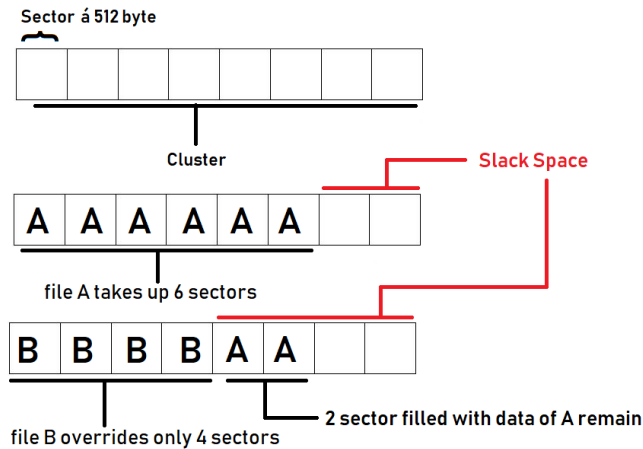 Sector á 512 byte
Cluster
Slack Space
A A A A A A
file A takes up 6 sectors
B B B B A A
2 sector filled with data of A remain
file B overrides only 4 sectors